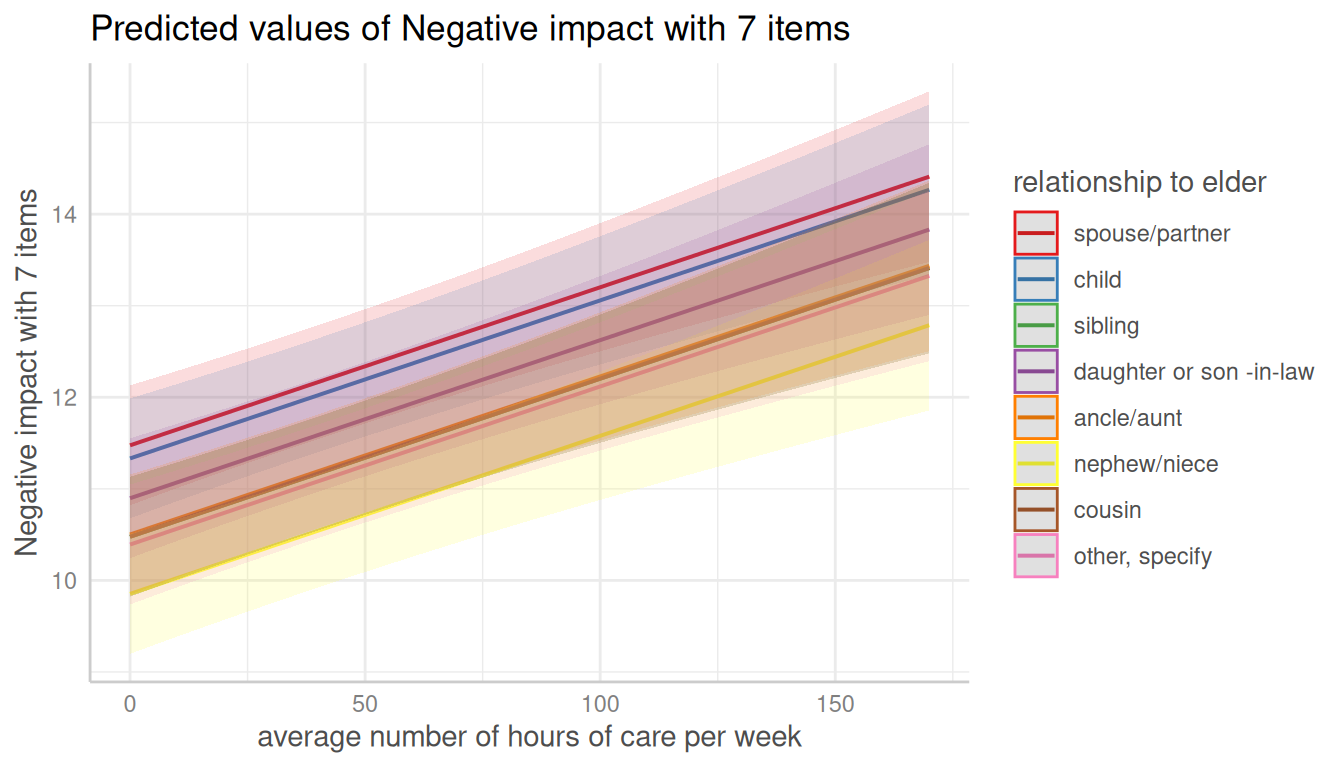 Predicted values of Negative impact with 7 items
Negative impact with 7 items
14
12
10
0
50
100
150
average number of hours of care per week
relationship to elder
spouse/partner
child
sibling
daughter or son -in-law
ancle/aunt
nephew/niece
cousin
other, specify